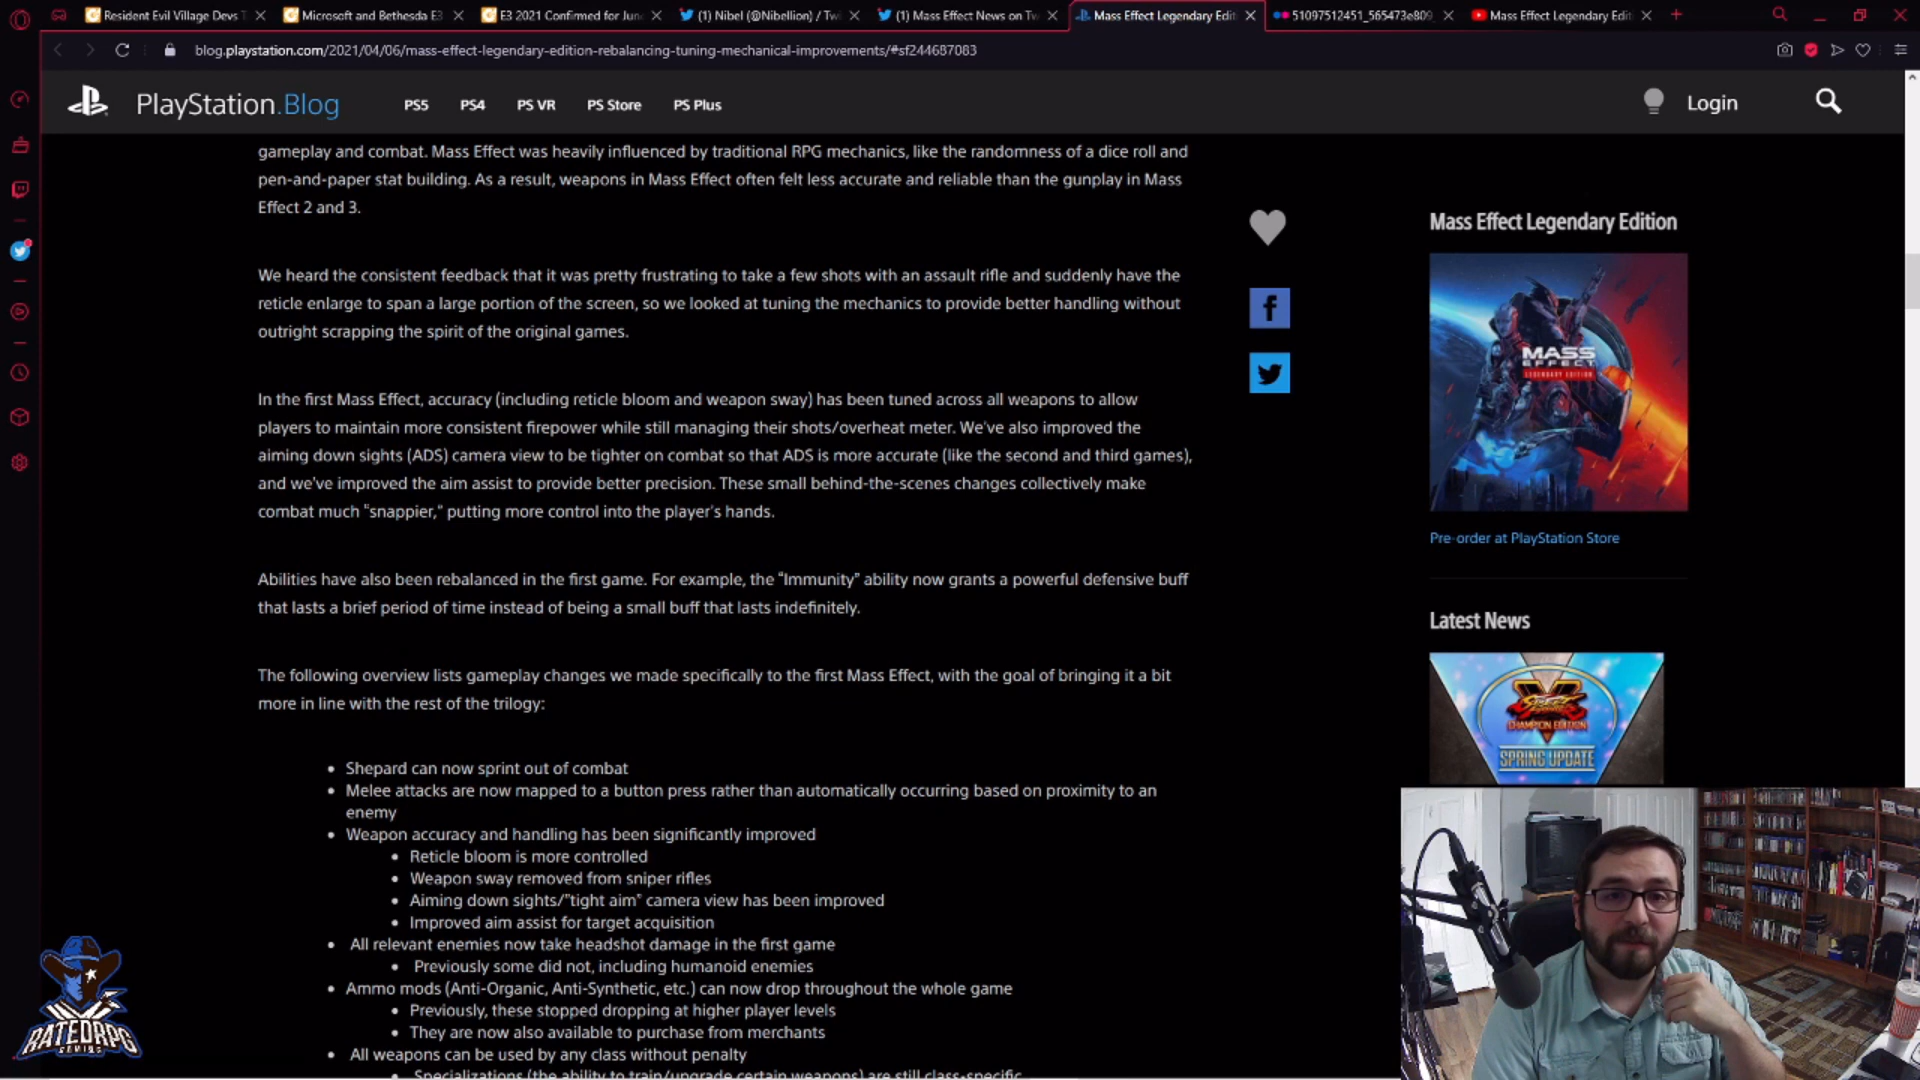 Resident Evil Village Devs T
Microsoft and Bethesda E3
E3 2021 Confirmed for Jun
(1) Nibel (@Nibellion) / Tw
(1) Mass Effect News on Tw
Mass Effect Legendary Edit
51097512451_565473e809_
Mass Effect Legendary Edi
blog.playstation.com/2021/04/06/mass-effect-legendary-edition-rebalancing-tuning-mechanical-improvements/#sf244687083
PlayStation.Blog
PS5
PS4
PS VR
PS Store
PS Plus
Login
gameplay and combat. Mass Effect was heavily influenced by traditional RPG mechanics, like the randomness of a dice roll and
pen-and-paper stat building. As a result, weapons in Mass Effect often felt less accurate and reliable than the gunplay in Mass
Effect 2 and 3.
We heard the consistent feedback that it was pretty frustrating to take a few shots with an assault rifle and suddenly have the
reticle enlarge to span a large portion of the screen, so we looked at tuning the mechanics to provide better handling without
outright scrapping the spirit of the original games.
In the first Mass Effect, accuracy (including reticle bloom and weapon sway) has been tuned across all weapons to allow
players to maintain more consistent firepower while still managing their shots/overheat meter. We've also improved the
aiming down sights (ADS) camera view to be tighter on combat so that ADS is more accurate (like the second and third games),
and we've improved the aim assist to provide better precision. These small behind-the-scenes changes collectively make
combat much "snappier," putting more control into the player's hands.
Abilities have also been rebalanced in the first game. For example, the "Immunity" ability now grants a powerful defensive buff
that lasts a brief period of time instead of being a small buff that lasts indefinitely.
The following overview lists gameplay changes we made specifically to the first Mass Effect, with the goal of bringing it a bit
more in line with the rest of the trilogy:
• Shepard can now sprint out of combat
• Melee attacks are now mapped to a button press rather than automatically occurring based on proximity to an
enemy
• Weapon accuracy and handling has been significantly improved
• Reticle bloom is more controlled
• Weapon sway removed from sniper rifles
• Aiming down sights/"tight aim" camera view has been improved
• Improved aim assist for target acquisition
• All relevant enemies now take headshot damage in the first game
• Previously some did not, including humanoid enemies
• Ammo mods (Anti-Organic, Anti-Synthetic, etc.) can now drop throughout the whole game
• Previously, these stopped dropping at higher player levels
• They are now also available to purchase from merchants
• All weapons can be used by any class without penalty
• Specializations (the ability to train/upgrade certain weapons) are still class-specific
Mass Effect Legendary Edition
MASS
EFFECT
LEGENDARY EDITION
Pre-order at PlayStation Store
Latest News
STREET FIGHTER
V
CHAMPION EDITION
SPRING UPDATE
RATEDRPG
GAMING